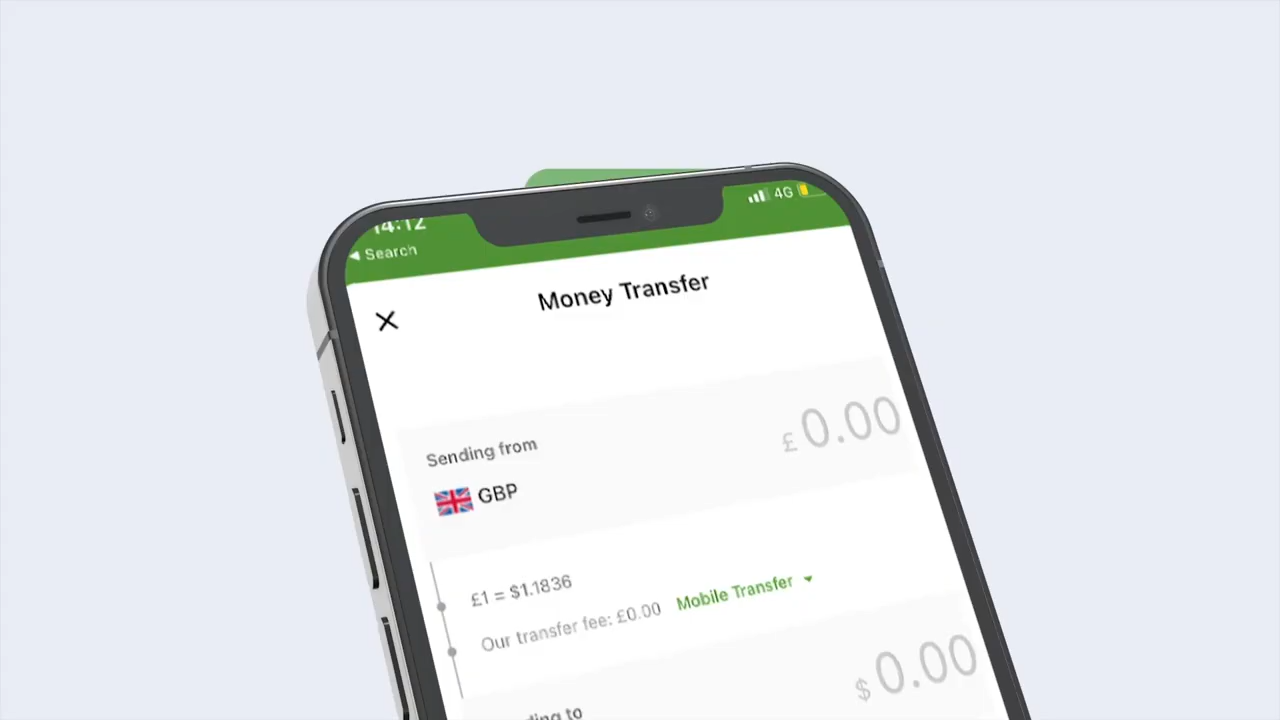 14:12
4G
◀ Search
Money Transfer
Sending from
£ 0.00
GBP
£1 = $1.1836
Our transfer fee: £0.00 Mobile Transfer
$ 0.00
to